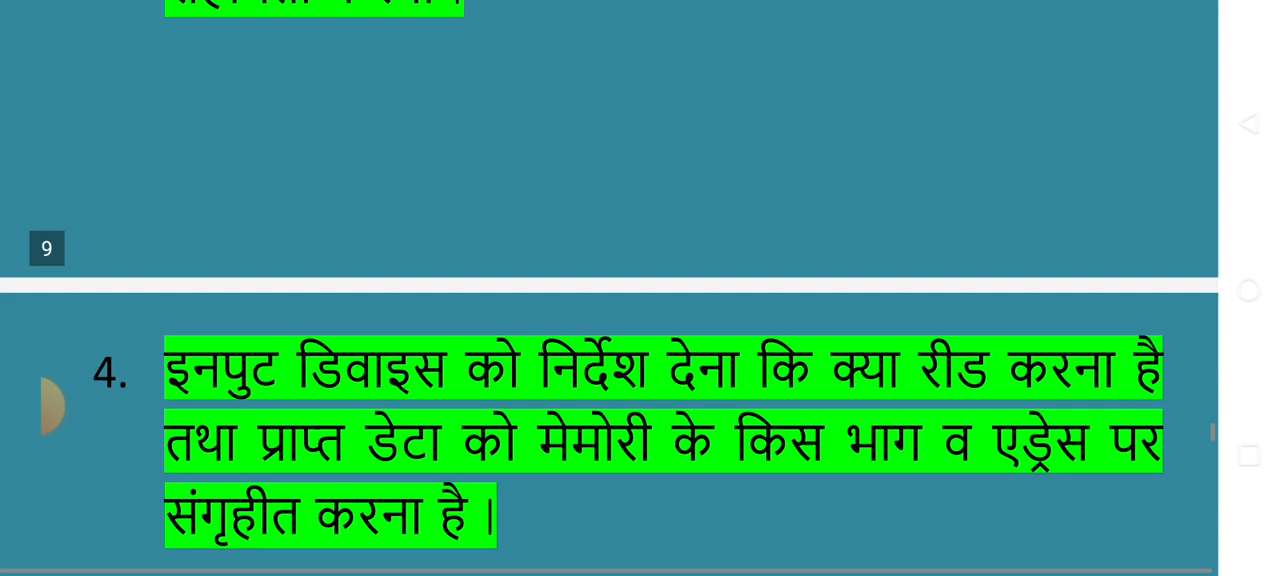 9
4. इनपुट डिवाइस को निर्देश देना कि क्या रीड करना है
तथा प्राप्त डेटा को मेमोरी के किस भाग व एड्रेस पर
संगृहीत करना है।